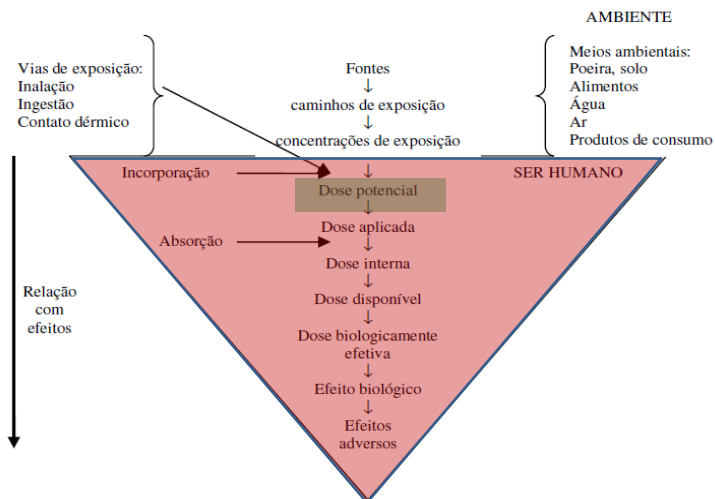 AMBIENTE
Vias de exposição:
Inalação
Ingestão
Contato dérmico
Fontes
↓
caminhos de exposição
↓
concentrações de exposição
Meios ambientais:
Poeira, solo
Alimentos
Água
Ar
Produtos de consumo
↓
Incorporação
SER HUMANO
Dose potencial
↓
Dose aplicada
Absorção
↓
Dose interna
↓
Dose disponível
↓
Dose biologicamente
efetiva
↓
Efeito biológico
↓
Efeitos
adversos
Relação
com
efeitos